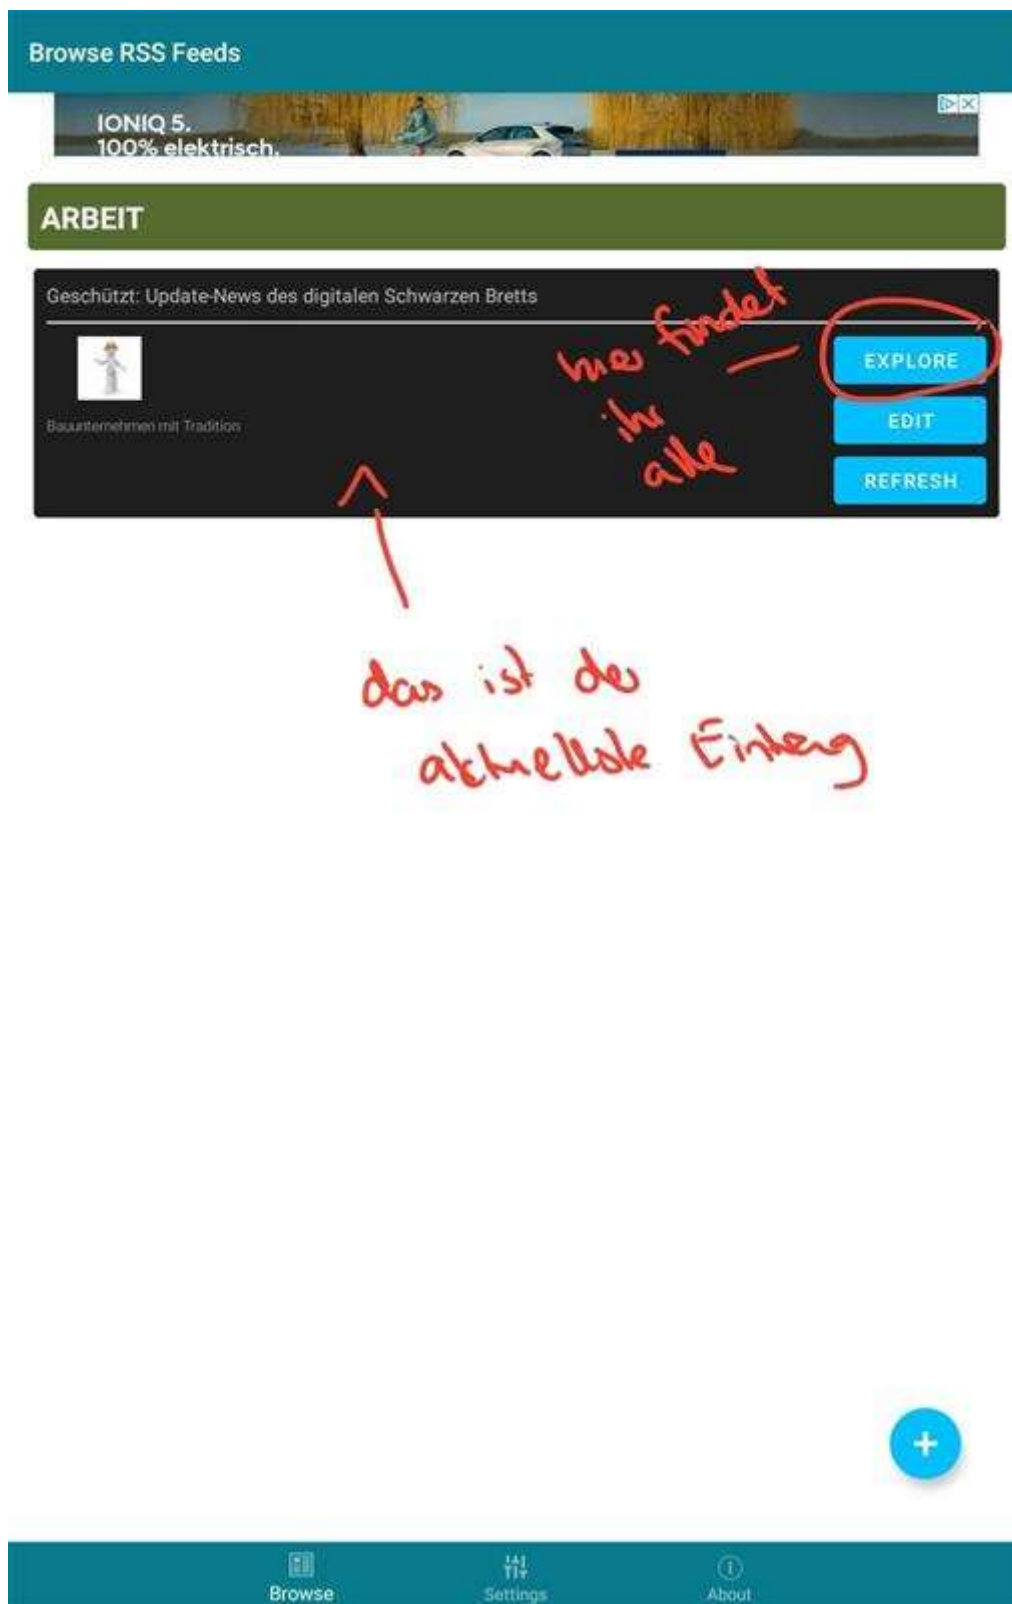 Browse RSS Feeds
IONIQ 5.
100% elektrisch.
ARBEIT
Geschützt: Update-News des digitalen Schwarzen Bretts
hier findet
ihr
alle
EXPLORE
Bauunternehmen mit Tradition
EDIT
REFRESH
das ist der
aktuellste Eintrag
Browse
Settings
About